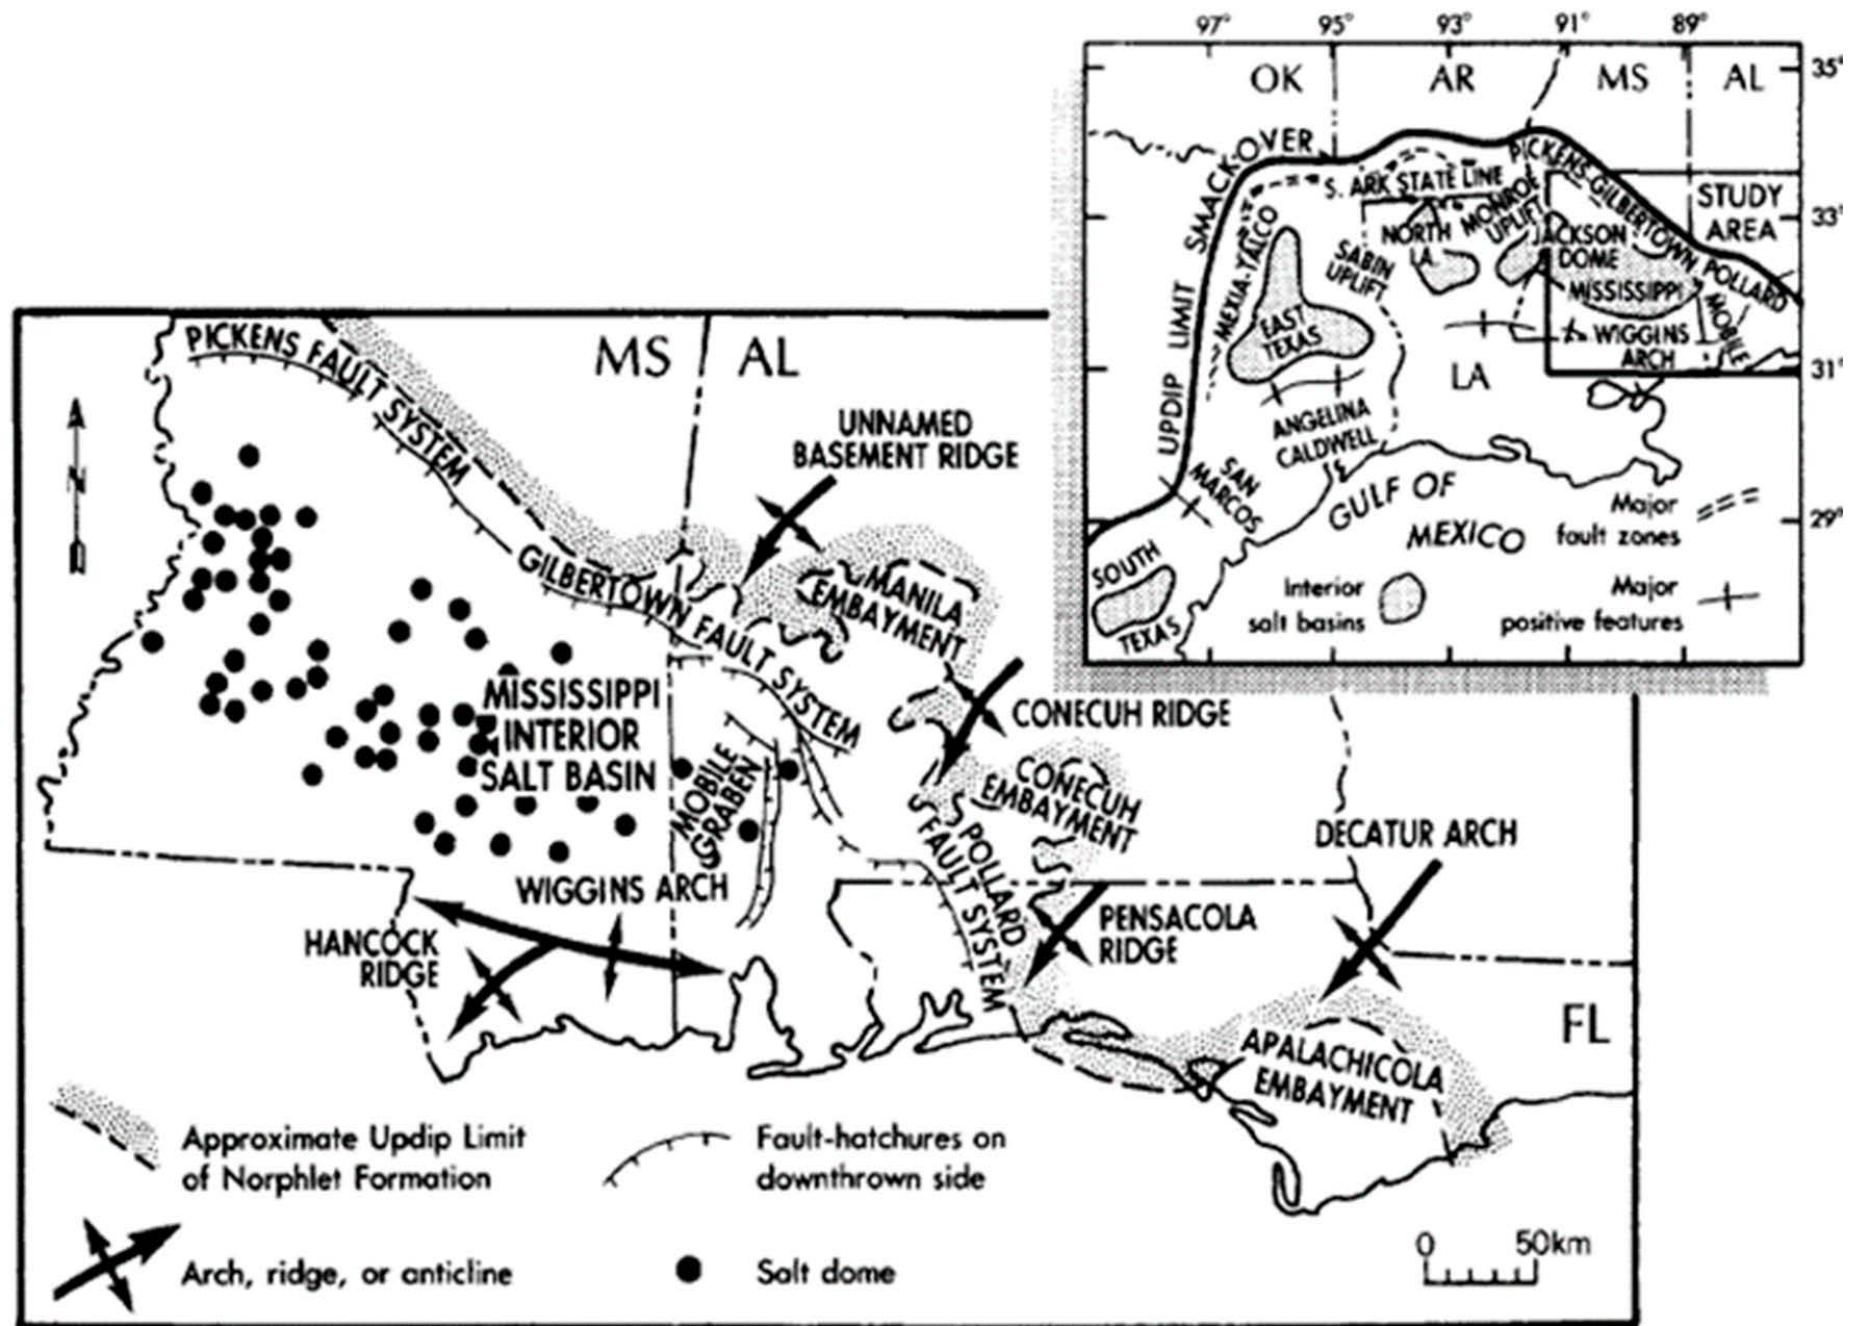 97° 95° 93° 91° 89°
OK AR MS AL
35°
33°
31°
29°
UPDIP LIMIT SMACKOVER
PICKENS-GILBERTOWN POLLARD
S. ARK STATE LINE
MEXIA-TALCO
NORTH
LA.
MONROE
UPLIFT
SABIN
UPLIFT
JACKSON
DOME
MISSISSIPPI
STUDY
AREA
MOBILE
WIGGINS
ARCH
EAST
TEXAS
LA
ANGELINA
CALDWELL
SAN
MARCOS
GULF OF
MEXICO
SOUTH
TEXAS
Major
fault zones
Interior
salt basins
Major
positive features
PICKENS FAULT SYSTEM
MS AL
N
UNNAMED
BASEMENT RIDGE
GILBERTOWN FAULT SYSTEM
MANILA
EMBAYMENT
CONECUH RIDGE
MISSISSIPPI
INTERIOR
SALT BASIN
MOBILE
GRABEN
CONECUH
EMBAYMENT
POLLARD
FAULT SYSTEM
DECATUR ARCH
WIGGINS ARCH
HANCOCK
RIDGE
PENSACOLA
RIDGE
FL
APALACHICOLA
EMBAYMENT
Approximate Updip Limit
of Norphlet Formation
Fault-hatchures on
downthrown side
Arch, ridge, or anticline
Salt dome
0 50km